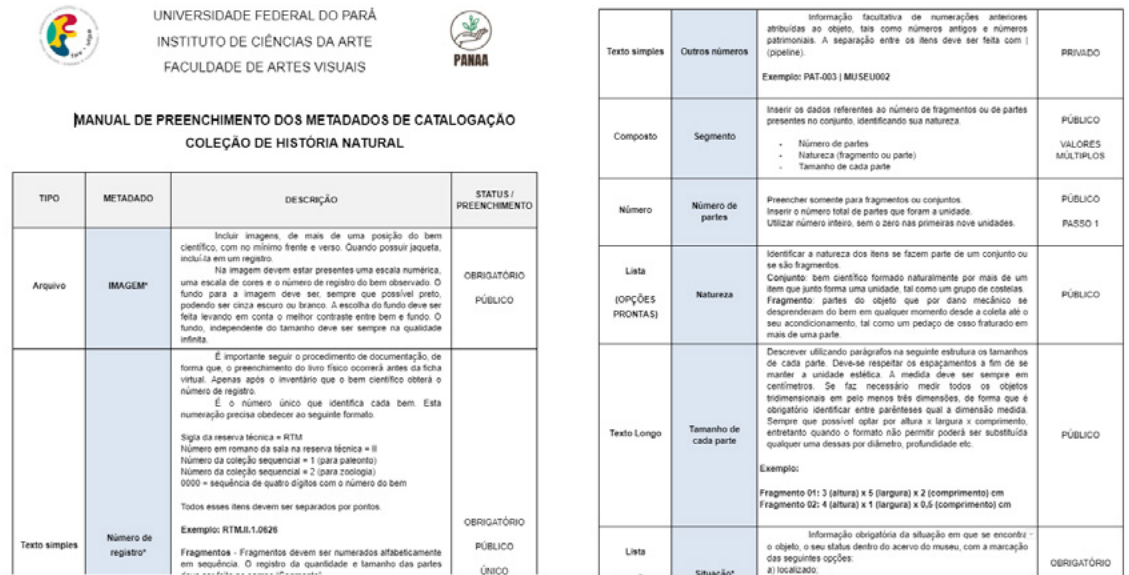 UNIVERSIDADE FEDERAL DO PARÁ
INSTITUTO DE CIÊNCIAS DA ARTE
FACULDADE DE ARTES VISUAIS
PANAA
MANUAL DE PREENCHIMENTO DOS METADADOS DE CATALOGAÇÃO
COLEÇÃO DE HISTÓRIA NATURAL
TIPO
METADADO
DESCRIÇÃO
STATUS /
PREENCHIMENTO
Arquivo
IMAGEM*
Incluir imagens, de mais de uma posição do bem
científico, com no mínimo frente e verso. Quando possuir jaqueta,
incluí-la em um registro.
Na imagem devem estar presentes uma escala numérica,
uma escala de cores e o número de registro do bem observado. O
fundo para a imagem deve ser, sempre que possível preto,
podendo ser cinza escuro ou branco. A escolha do fundo deve ser
feita levando em conta o melhor contraste entre bem e fundo. O
fundo, independente do tamanho deve ser sempre na qualidade
infinita.
OBRIGATÓRIO
PÚBLICO
Texto simples
Número de
registro*
É importante seguir o procedimento de documentação, de
forma que, o preenchimento do livro físico ocorrerá antes da ficha
virtual. Apenas após o inventário que o bem científico obterá o
número de registro.
É o número único que identifica cada bem. Esta
numeração precisa obedecer ao seguinte formato.
Sigla da reserva técnica = RTM
Número em romano da sala na reserva técnica = II
Número da coleção sequencial = 1 (para paleonto)
Número da coleção sequencial = 2 (para zoologia)
0000 = sequência de quatro dígitos com o número do bem
Todos esses itens devem ser separados por pontos.
Exemplo: RTM.II.1.0626
Fragmentos - Fragmentos devem ser numerados alfabeticamente
em sequência. O registro da quantidade e tamanho das partes
OBRIGATÓRIO
PÚBLICO
ÚNICO
Texto simples
Outros números
Informação facultativa de numerações anteriores
atribuídas ao objeto, tais como números antigos e números
patrimoniais. A separação entre os itens deve ser feita com |
(pipeline).
Exemplo: PAT-003 | MUSEU002
PRIVADO
Composto
Segmento
Inserir os dados referentes ao número de fragmentos ou de partes
presentes no conjunto, identificando sua natureza.
- Número de partes
- Natureza (fragmento ou parte)
- Tamanho de cada parte
PÚBLICO
VALORES
MÚLTIPLOS
Número
Número de
partes
Preencher somente para fragmentos ou conjuntos.
Inserir o número total de partes que foram a unidade.
Utilizar número inteiro, sem o zero nas primeiras nove unidades.
PÚBLICO
PASSO 1
Lista
(OPÇÕES
PRONTAS)
Natureza
Identificar a natureza dos itens se fazem parte de um conjunto ou
se são fragmentos.
Conjunto: bem científico formado naturalmente por mais de um
item que junto forma uma unidade, tal como um grupo de costelas.
Fragmento: partes do objeto que por dano mecânico se
desprenderam do bem em qualquer momento desde a coleta até o
seu acondicionamento, tal como um pedaço de osso fraturado em
mais de uma parte.
PÚBLICO
Texto Longo
Tamanho de
cada parte
Descrever utilizando parágrafos na seguinte estrutura os tamanhos
de cada parte. Deve-se respeitar os espaçamentos a fim de se
manter a unidade estética. A medida deve ser sempre em
centímetros. Se faz necessário medir todos os objetos
tridimensionais em pelo menos três dimensões, de forma que é
obrigatório identificar entre parênteses qual a dimensão medida.
Sempre que possível optar por altura x largura x comprimento,
entretanto quando o formato não permitir poderá ser substituída
qualquer uma dessas por diâmetro, profundidade etc.
Exemplo:
Fragmento 01: 3 (altura) x 5 (largura) x 2 (comprimento) cm
Fragmento 02: 4 (altura) x 1 (largura) x 0,5 (comprimento) cm
PÚBLICO
Lista
Situação*
Informação obrigatória da situação em que se encontra
o objeto, o seu status dentro do acervo do museu, com a marcação
das seguintes opções:
a) localizado;
OBRIGATÓRIO